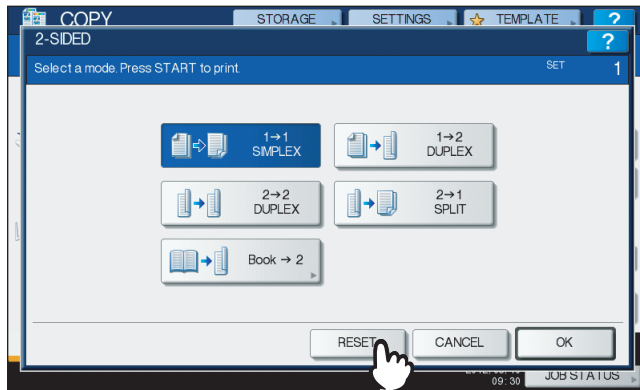 COPY STORAGE SETTINGS TEMPLATE ?
2-SIDED ?
Select a mode. Press START to print. SET 1
1→1
SIMPLEX
1→2
DUPLEX
2→2
DUPLEX
2→1
SPLIT
Book → 2
RESET CANCEL OK
09:30 JOB STATUS